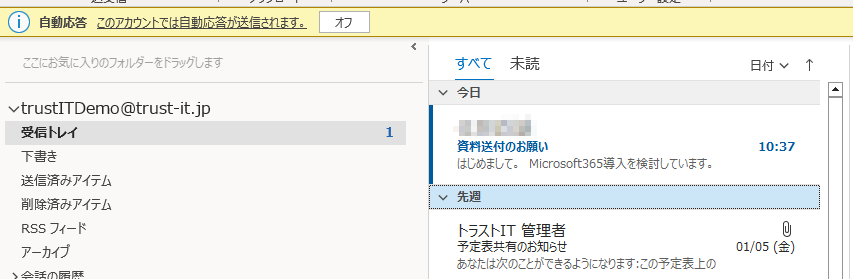 自動応答 このアカウントでは自動応答が送信されます。 オフ
ここにお気に入りのフォルダーをドラッグします
すべて 未読 日付
trustITDemo@trust-it.jp
受信トレイ 1
下書き
送信済みアイテム
削除済みアイテム
RSS フィード
アーカイブ
会話の履歴
今日
資料送付のお願い 10:37
はじめまして。 Microsoft365導入を検討しています。
先週
トラストIT 管理者
予定表共有のお知らせ 01/05 (金)
あなたは次のことができるようになります:この予定表上の